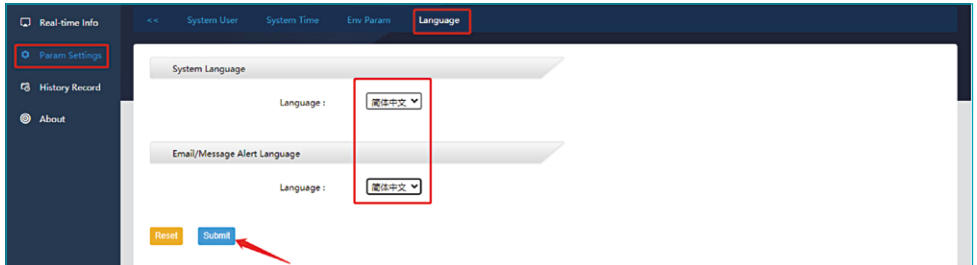 Real-time Info
<< System User System Time Env Param Language
Param Settings
System Language
History Record
Language : 简体中文
About
Email/Message Alert Language
Language : 简体中文
Reset Submit